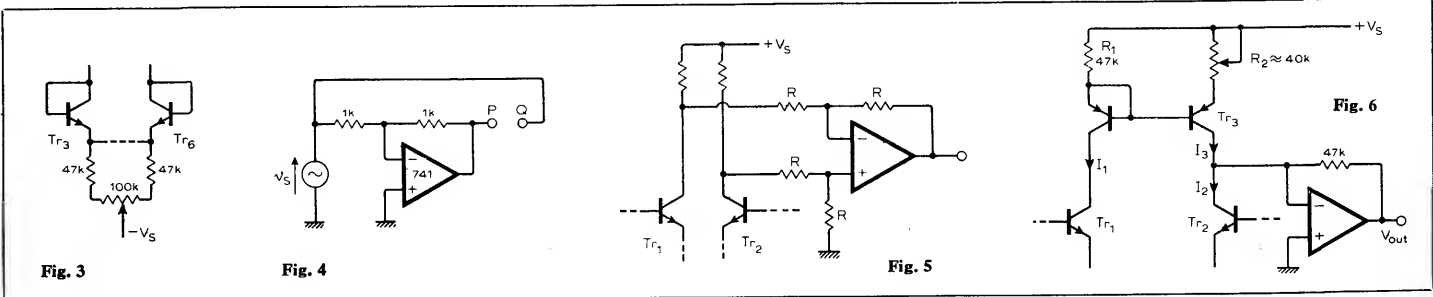 Tr3
Tr6
47k
47k
100k
-VS
Fig. 3
1k
1k
P
Q
vS
741
-
+
Fig. 4
+VS
R
R
R
R
-
+
Tr1
Tr2
Fig. 5
+VS
R1
47k
R2≈40k
Fig. 6
Tr3
I3
I1
47k
I2
-
+
Tr1
Tr2
Vout